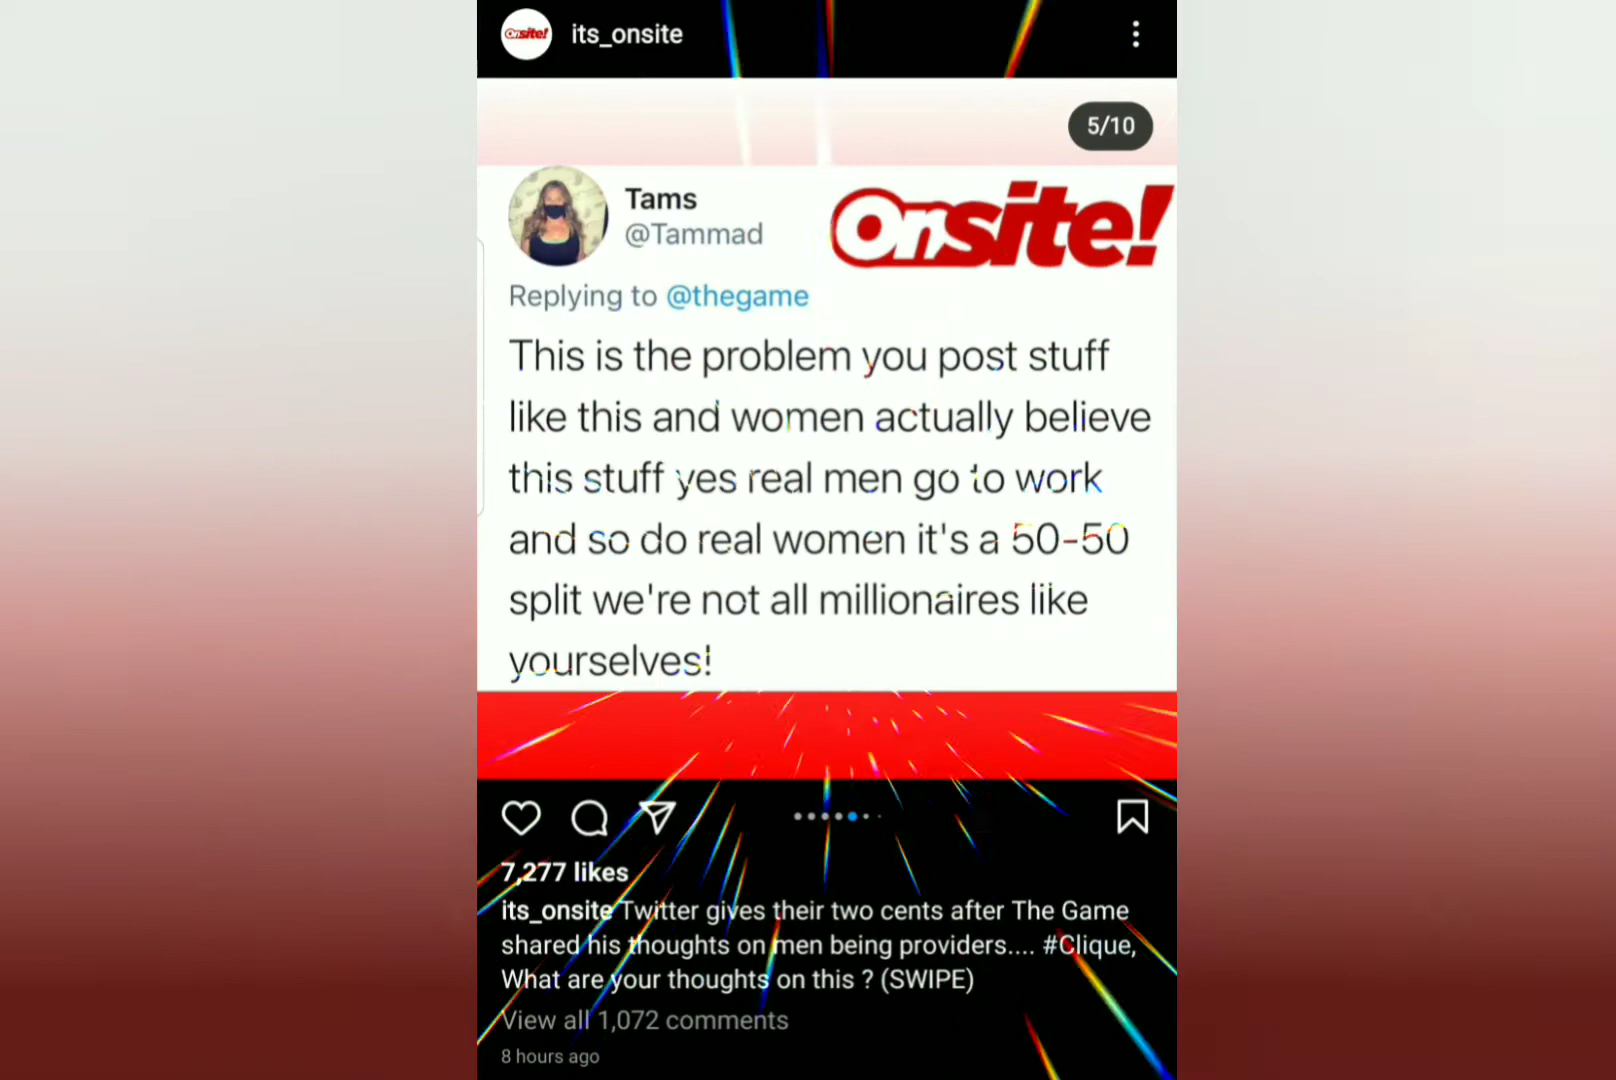 Onsite!
its_onsite
5/10
Tams
@Tammad
Onsite!
Replying to @thegame
This is the problem you post stuff
like this and women actually believe
this stuff yes real men go to work
and so do real women it's a 50-50
split we're not all millionaires like
yourselves!
7,277 likes
its_onsite Twitter gives their two cents after The Game
shared his thoughts on men being providers.... #Clique,
What are your thoughts on this ? (SWIPE)
View all 1,072 comments
8 hours ago